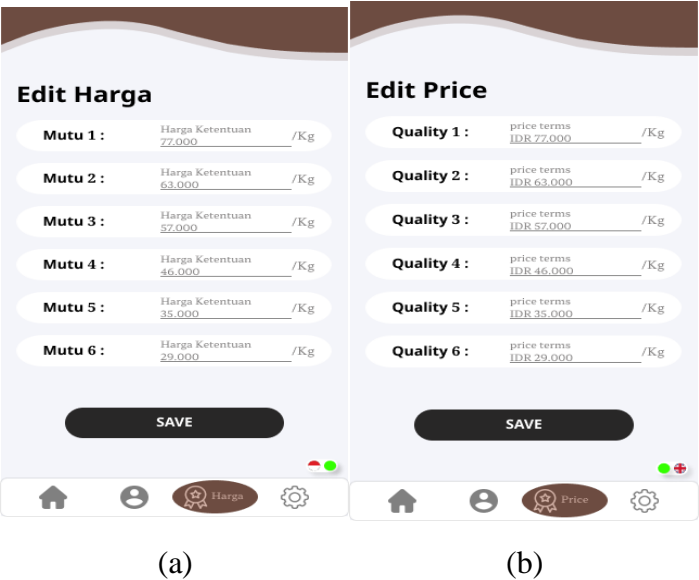 Edit Harga
Mutu 1 :
Harga Ketentuan
77.000
/Kg
Mutu 2 :
Harga Ketentuan
63.000
/Kg
Mutu 3 :
Harga Ketentuan
57.000
/Kg
Mutu 4 :
Harga Ketentuan
46.000
/Kg
Mutu 5 :
Harga Ketentuan
35.000
/Kg
Mutu 6 :
Harga Ketentuan
29.000
/Kg
SAVE
Harga
(a)
Edit Price
Quality 1 :
price terms
IDR 77.000
/Kg
Quality 2 :
price terms
IDR 63.000
/Kg
Quality 3 :
price terms
IDR 57.000
/Kg
Quality 4 :
price terms
IDR 46.000
/Kg
Quality 5 :
price terms
IDR 35.000
/Kg
Quality 6 :
price terms
IDR 29.000
/Kg
SAVE
Price
(b)